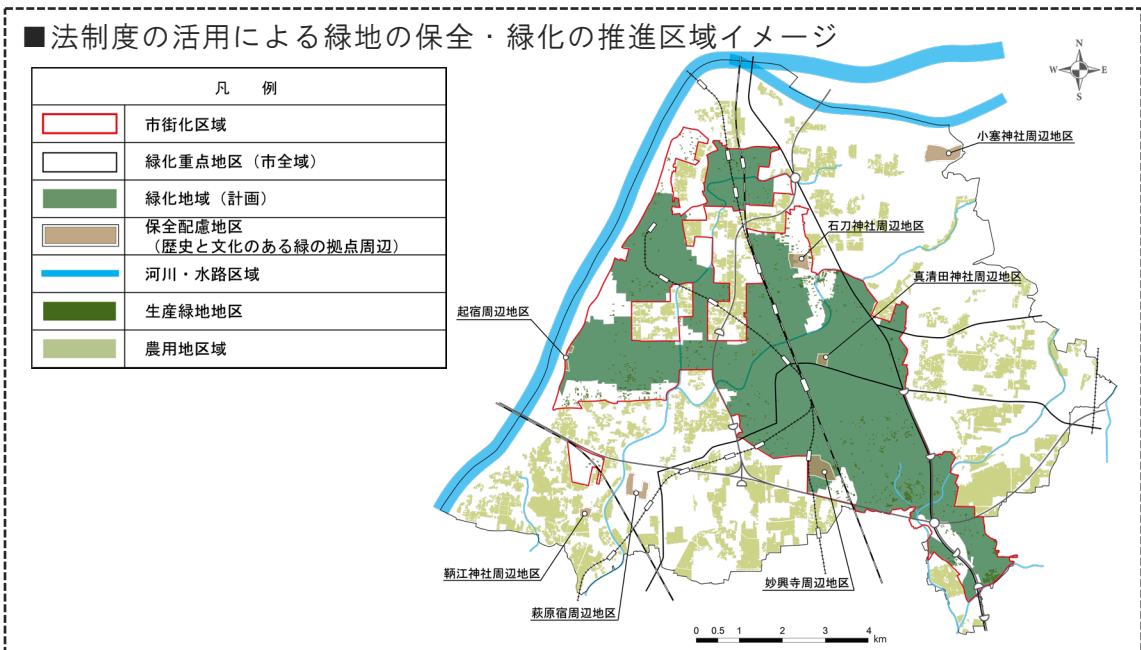 ■法制度の活用による緑地の保全・緑化の推進区域イメージ
凡　例
市街化区域
緑化重点地区（市全域）
緑化地域（計画）
保全配慮地区
（歴史と文化のある緑の拠点周辺）
河川・水路区域
生産緑地地区
農用地区域
N
W
E
S
小塞神社周辺地区
石刀神社周辺地区
真清田神社周辺地区
起宿周辺地区
鞆江神社周辺地区
萩原宿周辺地区
妙興寺周辺地区
0 0.5 1 2 3 4
km